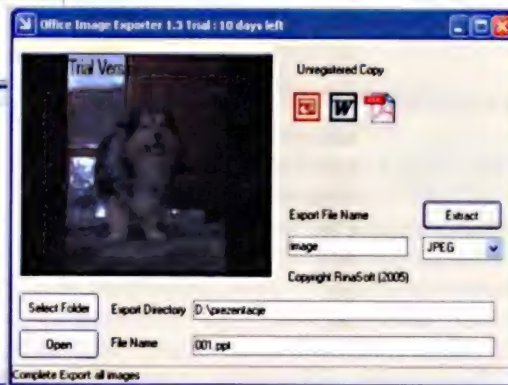 Office Image Exporter 1.3 Trial : 10 days left
Trial Vers
Unregistered Copy
Export File Name
Extract
image
JPEG
Copyright RinaSoft (2005)
Select Folder
Export Directory
D:\prezentacje
Open
File Name
001.ppt
Complete Export all images